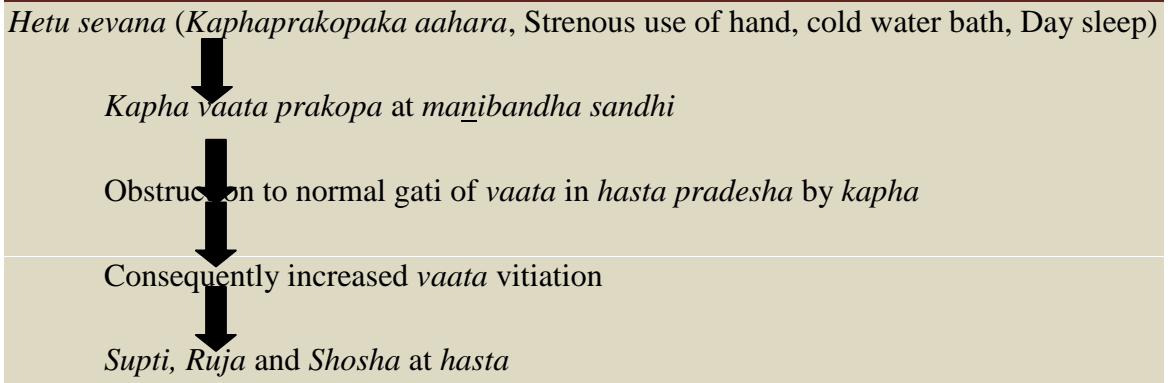 Hetu sevana (Kaphaprakopaka aahara, Strenous use of hand, cold water bath, Day sleep)
Kapha vaata prakopa at manibandha sandhi
Obstruction to normal gati of vaata in hasta pradesha by kapha
Consequently increased vaata vitiation
Supti, Ruja and Shosha at hasta